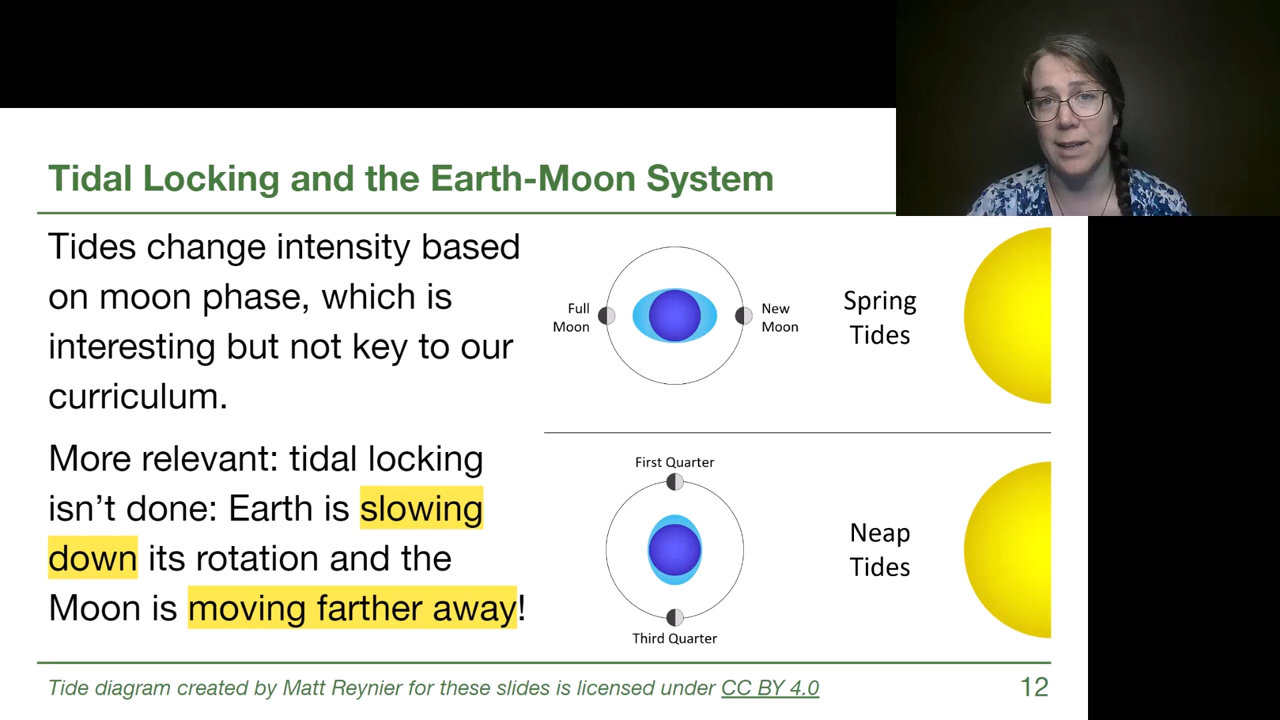 Tidal Locking and the Earth-Moon System
Tides change intensity based
on moon phase, which is
interesting but not key to our
curriculum.
More relevant: tidal locking
isn’t done: Earth is slowing
down its rotation and the
Moon is moving farther away!
Full
Moon
New
Moon
Spring
Tides
First Quarter
Neap
Tides
Third Quarter
Tide diagram created by Matt Reynier for these slides is licensed under CC BY 4.0
12